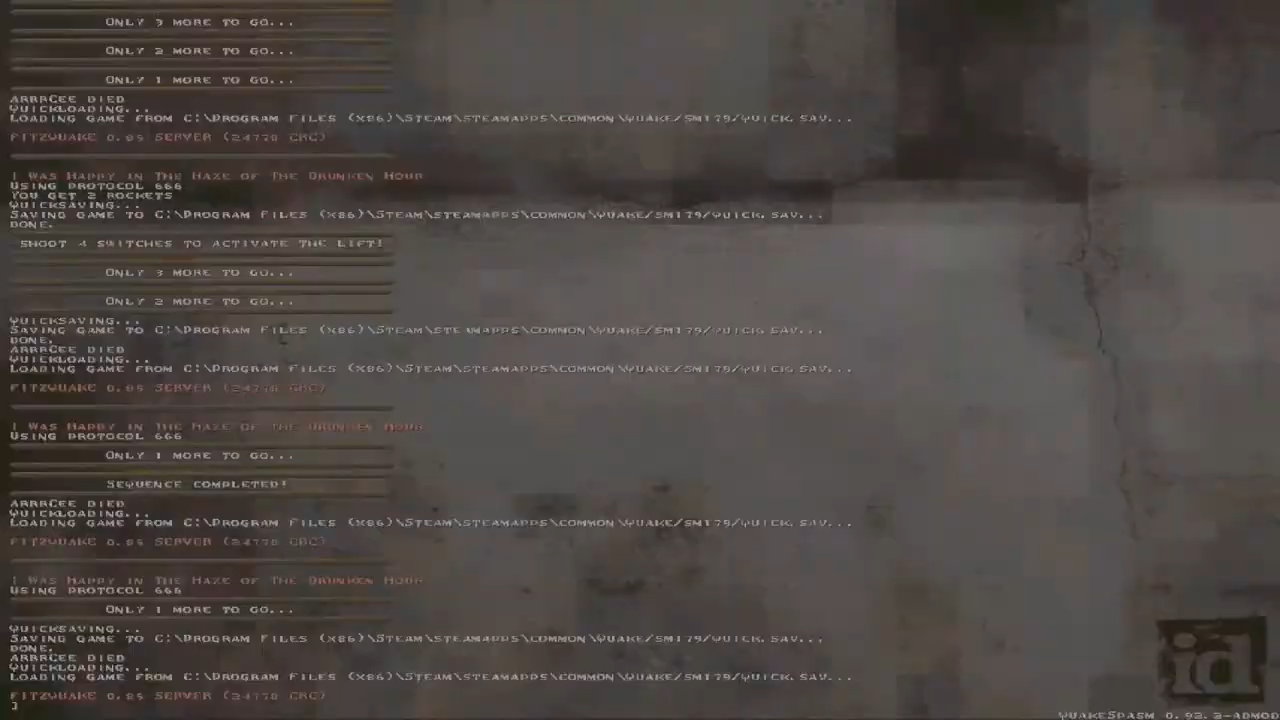 Only 3 more to go...
Only 2 more to go...
Only 1 more to go...
ArrrCee died
Quickloading...
Loading game from C:\Program Files (x86)\Steam\steamapps\common\Quake/sm179/quick.sav...
FitzQuake 0.85 Server (24778 CRC)
I Was Happy in The Haze of The Drunken Hour
Using protocol 666
You get 2 rockets
Quicksaving...
Saving game to C:\Program Files (x86)\Steam\steamapps\common\Quake/sm179/quick.sav...
done.
Shoot 4 switches to activate the lift!
Only 3 more to go...
Only 2 more to go...
Quicksaving...
Saving game to C:\Program Files (x86)\Steam\steamapps\common\Quake/sm179/quick.sav...
done.
ArrrCee died
Quickloading...
Loading game from C:\Program Files (x86)\Steam\steamapps\common\Quake/sm179/quick.sav...
FitzQuake 0.85 Server (24778 CRC)
I Was Happy in The Haze of The Drunken Hour
Using protocol 666
Only 1 more to go...
Sequence completed!
ArrrCee died
Quickloading...
Loading game from C:\Program Files (x86)\Steam\steamapps\common\Quake/sm179/quick.sav...
FitzQuake 0.85 Server (24778 CRC)
I Was Happy in The Haze of The Drunken Hour
Using protocol 666
Only 1 more to go...
Quicksaving...
Saving game to C:\Program Files (x86)\Steam\steamapps\common\Quake/sm179/quick.sav...
done.
ArrrCee died
Quickloading...
Loading game from C:\Program Files (x86)\Steam\steamapps\common\Quake/sm179/quick.sav...
FitzQuake 0.85 Server (24778 CRC)
]
id
QuakeSpasm 0.92.2-admod